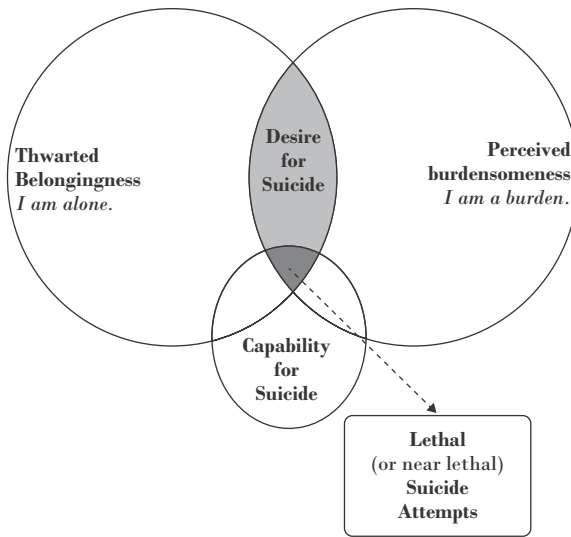 Thwarted
Belongingness
I am alone.
Desire
for
Suicide
Perceived
burdensomeness
I am a burden.
Capability
for
Suicide
Lethal
(or near lethal)
Suicide
Attempts